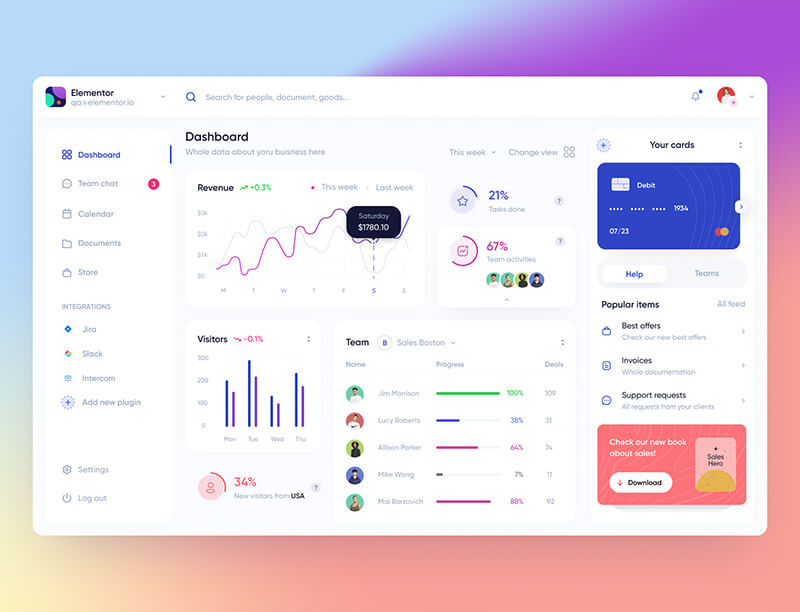 Elementor
qa@elementor.io
Search for people, document, goods...
Dashboard
Team chat
3
Calendar
Documents
Store
INTEGRATIONS
Jira
Slack
Intercom
Add new plugin
Settings
Log out
Dashboard
Whole data about yoru buisness here
This week
Change view
Revenue
+0.3%
This week
Last week
$3k
$2k
$1k
$0
Saturday
$1780.10
M T W T F S S
21%
Tasks done
?
67%
Team activities
?
Visitors
-0.1%
300
200
100
0
Mon Tue Wed Thu
34%
New visitors from USA
?
Team
B
Sales Boston
Name Progress Deals
Jim Morrison 100% 109
Lucy Roberts 38% 31
Allison Parker 64% 74
Mike Wong 7% 11
Mai Borzovich 88% 92
Your cards
Debit
•••• •••• •••• 1934
07/23
Help
Teams
Popular items
All feed
Best offers
Check our new best offers
Invoices
Whole documentation
Support requests
All requests from your clients
Check our new book
about sales!
Download
Sales
Hero